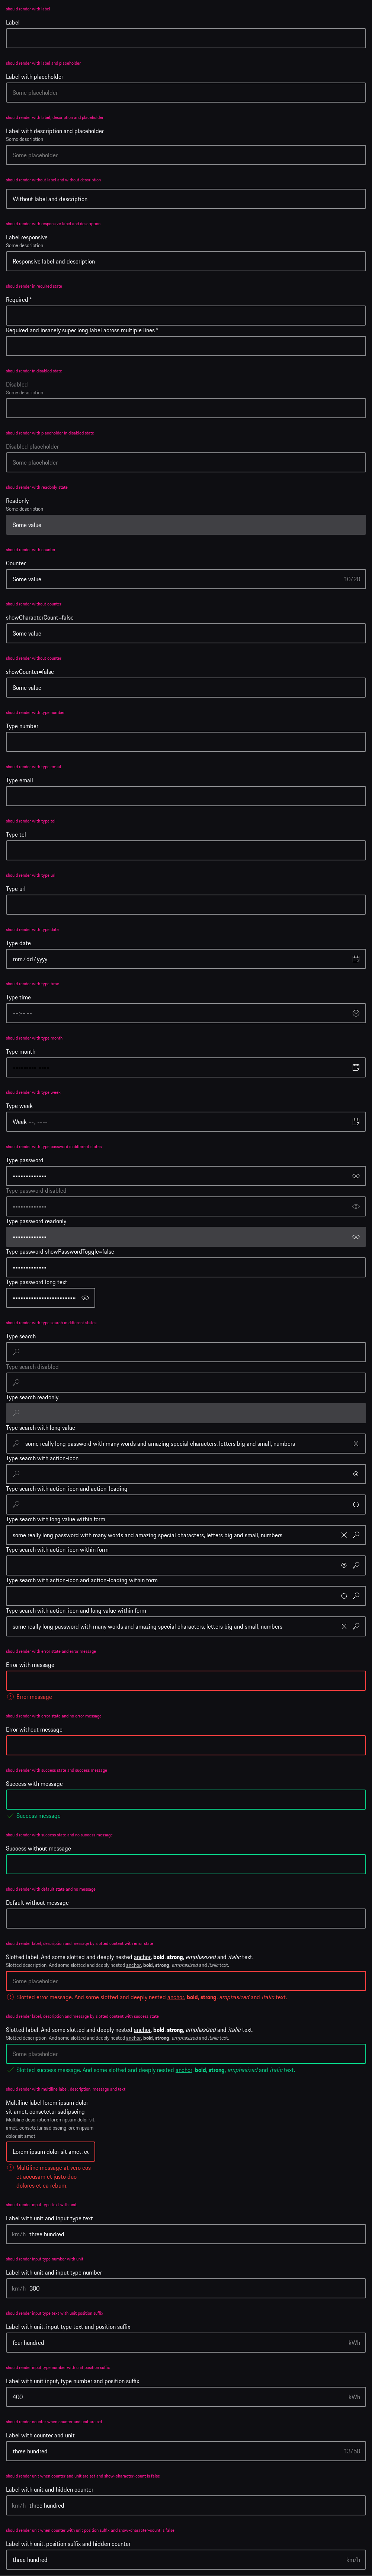 should render with label
Label
should render with label and placeholder
Label with placeholder
Some placeholder
should render with label, description and placeholder
Label with description and placeholder
Some description
Some placeholder
should render without label and without description
Without label and description
should render with responsive label and description
Label responsive
Some description
Responsive label and description
should render in required state
Required *
Required and insanely super long label across multiple lines *
should render in disabled state
Disabled
Some description
should render with placeholder in disabled state
Disabled placeholder
Some placeholder
should render with readonly state
Readonly
Some description
Some value
should render with counter
Counter
Some value 10/20
should render without counter
showCharacterCount=false
Some value
should render without counter
showCounter=false
Some value
should render with type number
Type number
should render with type email
Type email
should render with type tel
Type tel
should render with type url
Type url
should render with type date
Type date
mm/dd/yyyy
should render with type time
Type time
--:-- --
should render with type month
Type month
--------- ----
should render with type week
Type week
Week --, ----
should render with type password in different states
Type password
•••••••••••••
Type password disabled
•••••••••••••
Type password readonly
•••••••••••••
Type password showPasswordToggle=false
•••••••••••••
Type password long text
••••••••••••••••••••••••
should render with type search in different states
Type search
Type search disabled
Type search readonly
Type search with long value
some really long password with many words and amazing special characters, letters big and small, numbers
Type search with action-icon
Type search with action-icon and action-loading
Type search with long value within form
some really long password with many words and amazing special characters, letters big and small, numbers
Type search with action-icon within form
Type search with action-icon and action-loading within form
Type search with action-icon and long value within form
some really long password with many words and amazing special characters, letters big and small, numbers
should render with error state and error message
Error with message
Error message
should render with error state and no error message
Error without message
should render with success state and success message
Success with message
Success message
should render with success state and no success message
Success without message
should render with default state and no message
Default without message
should render label, description and message by slotted content with error state
Slotted label. And some slotted and deeply nested anchor, bold, strong, emphasized and italic text.
Slotted description. And some slotted and deeply nested anchor, bold, strong, emphasized and italic text.
Some placeholder
Slotted error message. And some slotted and deeply nested anchor, bold, strong, emphasized and italic text.
should render label, description and message by slotted content with success state
Slotted label. And some slotted and deeply nested anchor, bold, strong, emphasized and italic text.
Slotted description. And some slotted and deeply nested anchor, bold, strong, emphasized and italic text.
Some placeholder
Slotted success message. And some slotted and deeply nested anchor, bold, strong, emphasized and italic text.
should render with multiline label, description, message and text
Multiline label lorem ipsum dolor
sit amet, consetetur sadipscing
Multiline description lorem ipsum dolor sit
amet, consetetur sadipscing lorem ipsum
dolor sit amet
Lorem ipsum dolor sit amet, co
Multiline message at vero eos
et accusam et justo duo
dolores et ea rebum.
should render input type text with unit
Label with unit and input type text
km/h three hundred
should render input type number with unit
Label with unit and input type number
km/h 300
should render input type text with unit position suffix
Label with unit, input type text and position suffix
four hundred kWh
should render input type number with unit position suffix
Label with unit input, type number and position suffix
400 kWh
should render counter when counter and unit are set
Label with counter and unit
three hundred 13/50
should render unit when counter and unit are set and show-character-count is false
Label with unit and hidden counter
km/h three hundred
should render unit when counter with unit position suffix and show-character-count is false
Label with unit, position suffix and hidden counter
three hundred km/h